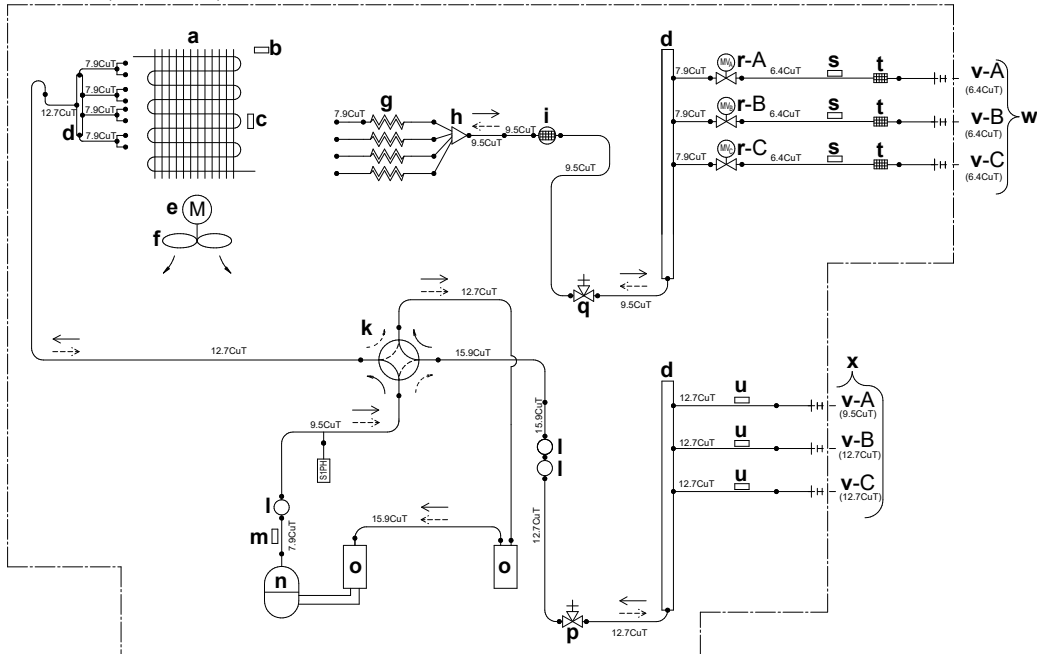 a
b
7.9CuT
12.7CuT
7.9CuT
7.9CuT
d
7.9CuT
c
e
M
f
7.9CuT
g
h
9.5CuT
9.5CuT
i
9.5CuT
q
9.5CuT
d
7.9CuT
MVA
r-A
6.4CuT
s
t
v-A
(6.4CuT)
7.9CuT
r-B
6.4CuT
s
t
v-B
(6.4CuT)
w
7.9CuT
MVC
r-C
6.4CuT
s
t
v-C
(6.4CuT)
12.7CuT
k
12.7CuT
15.9CuT
9.5CuT
S1PH
l
m
7.9CuT
n
o
15.9CuT
o
15.9CuT
l
l
12.7CuT
p
12.7CuT
d
x
12.7CuT
u
v-A
(9.5CuT)
12.7CuT
u
v-B
(12.7CuT)
12.7CuT
u
v-C
(12.7CuT)